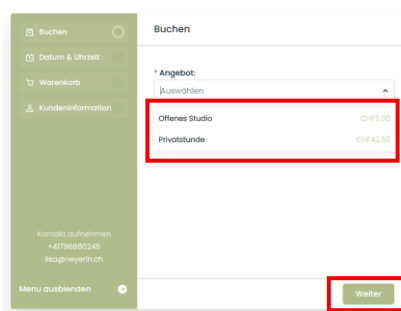 Buchen
Datum & Uhrzeit
Warenkorb
Kundeninformation
Kontakt aufnehmen
+41796880245
lisa@neyerin.ch
Menu ausblenden
Buchen
* Angebot:
Auswählen
Offenes Studio CHF5.00
Privatstunde CHF42.50
Weiter